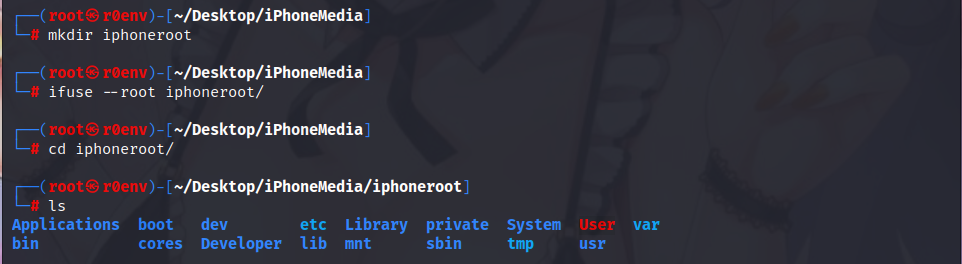 ┌──(root㉿r0env)-[~/Desktop/iPhoneMedia]
└─# mkdir iphoneroot
┌──(root㉿r0env)-[~/Desktop/iPhoneMedia]
└─# ifuse --root iphoneroot/
┌──(root㉿r0env)-[~/Desktop/iPhoneMedia]
└─# cd iphoneroot/
┌──(root㉿r0env)-[~/Desktop/iPhoneMedia/iphoneroot]
└─# ls
Applications  boot   dev        etc  Library  private  System  User  var
bin           cores  Developer  lib  mnt      sbin     tmp     usr